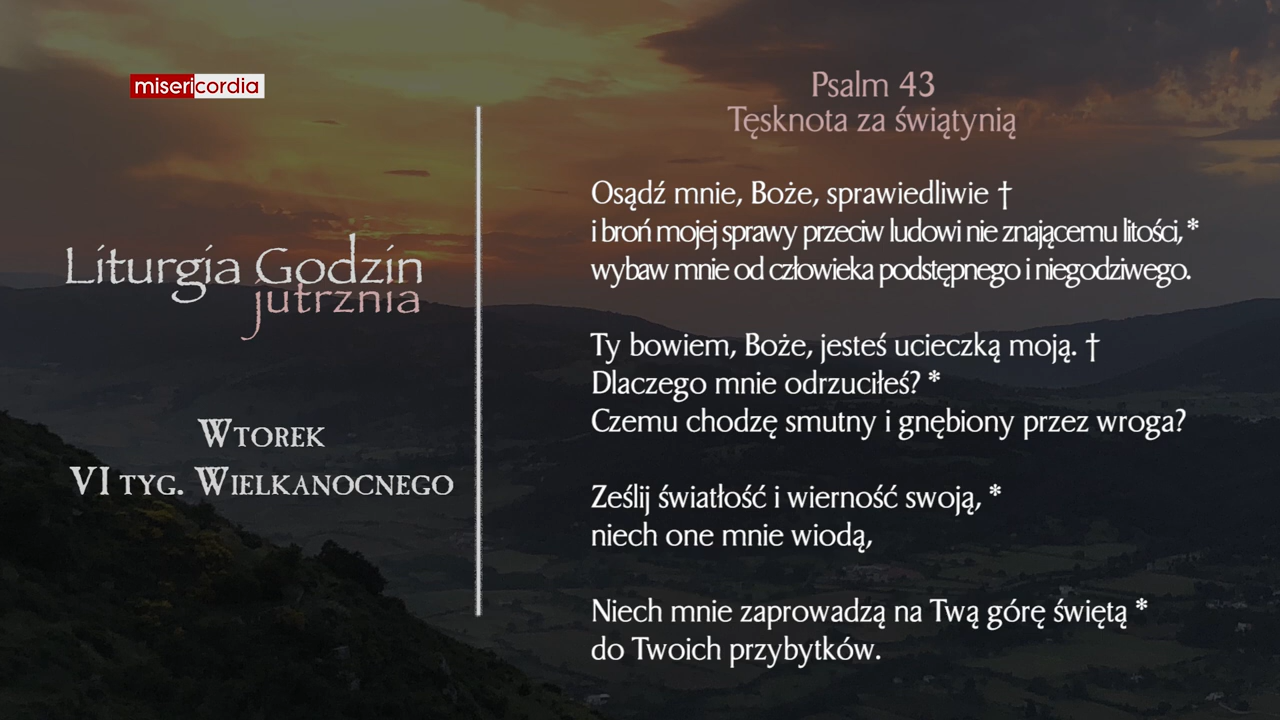 misericordia
Liturgia Godzin
jutrznia
Wtorek
VI tyg. Wielkanocnego
Psalm 43
Tęsknota za świątynią
Osądź mnie, Boże, sprawiedliwie †
i broń mojej sprawy przeciw ludowi nie znającemu litości, *
wybaw mnie od człowieka podstępnego i niegodziwego.
Ty bowiem, Boże, jesteś ucieczką moją. †
Dlaczego mnie odrzuciłeś? *
Czemu chodzę smutny i gnębiony przez wroga?
Ześlij światłość i wierność swoją, *
niech one mnie wiodą,
Niech mnie zaprowadzą na Twą górę świętą *
do Twoich przybytków.